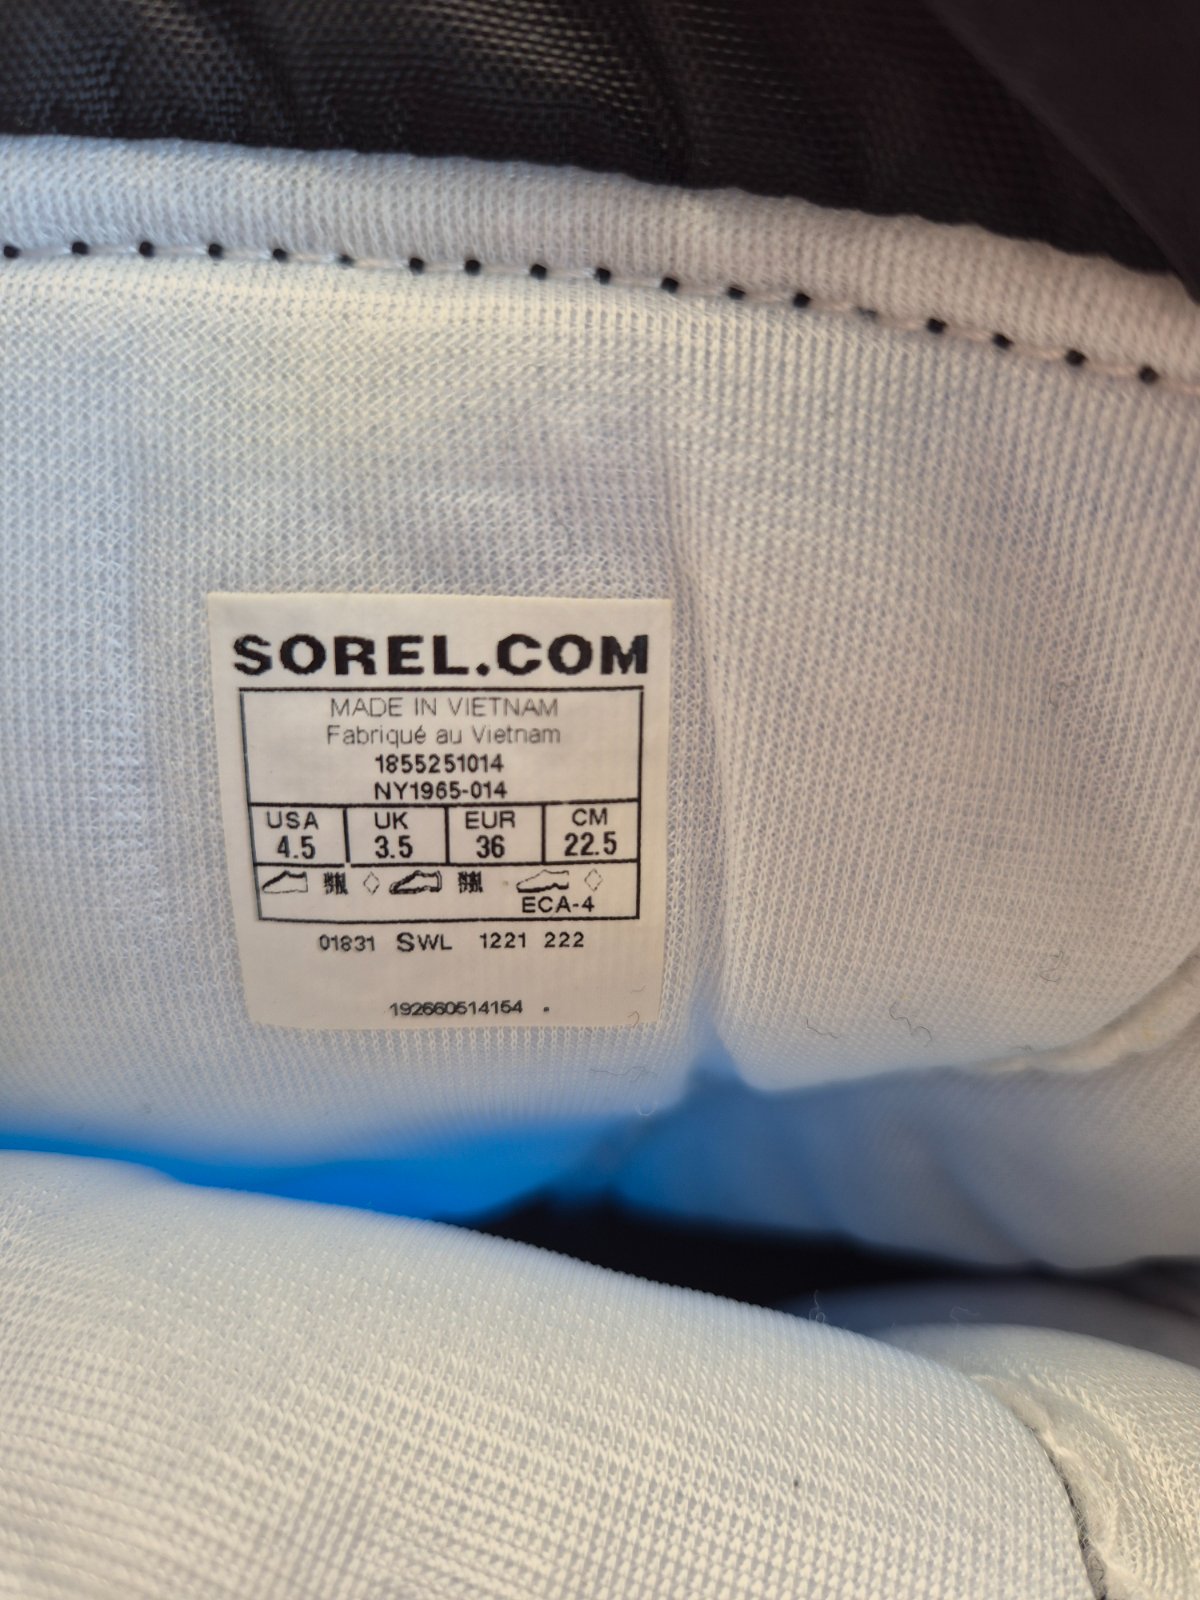 SOREL.COM
MADE IN VIETNAM
Fabriqué au Vietnam
1855251014
NY1965-014
USA UK EUR CM
4.5 3.5 36 22.5
ECA-4
01831 SWL 1221 222
192660514154